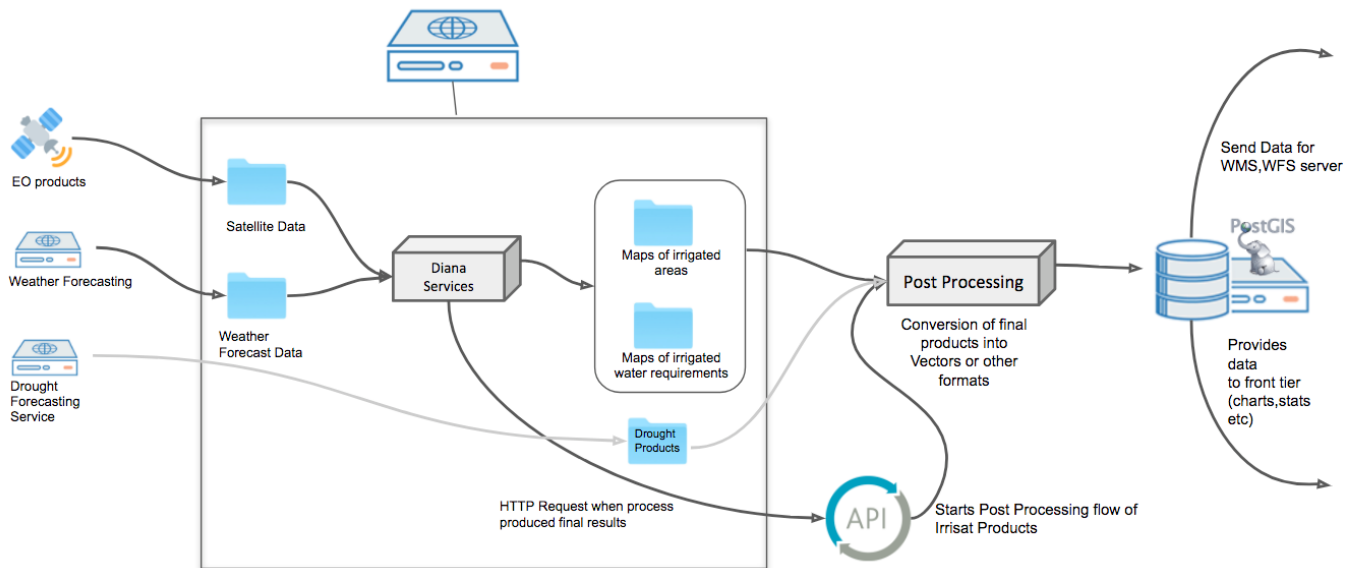 EO products
Weather Forecasting
Drought
Forecasting
Service
Satellite Data
Weather
Forecast Data
Diana
Services
Maps of irrigated
areas
Maps of irrigated
water requirements
Drought
Products
HTTP Request when process
produced final results
API
Starts Post Processing flow of
Irrisat Products
Post Processing
Conversion of final
products into
Vectors or other
formats
Send Data for
WMS,WFS server
PostGIS
Provides
data
to front tier
(charts,stats
etc)